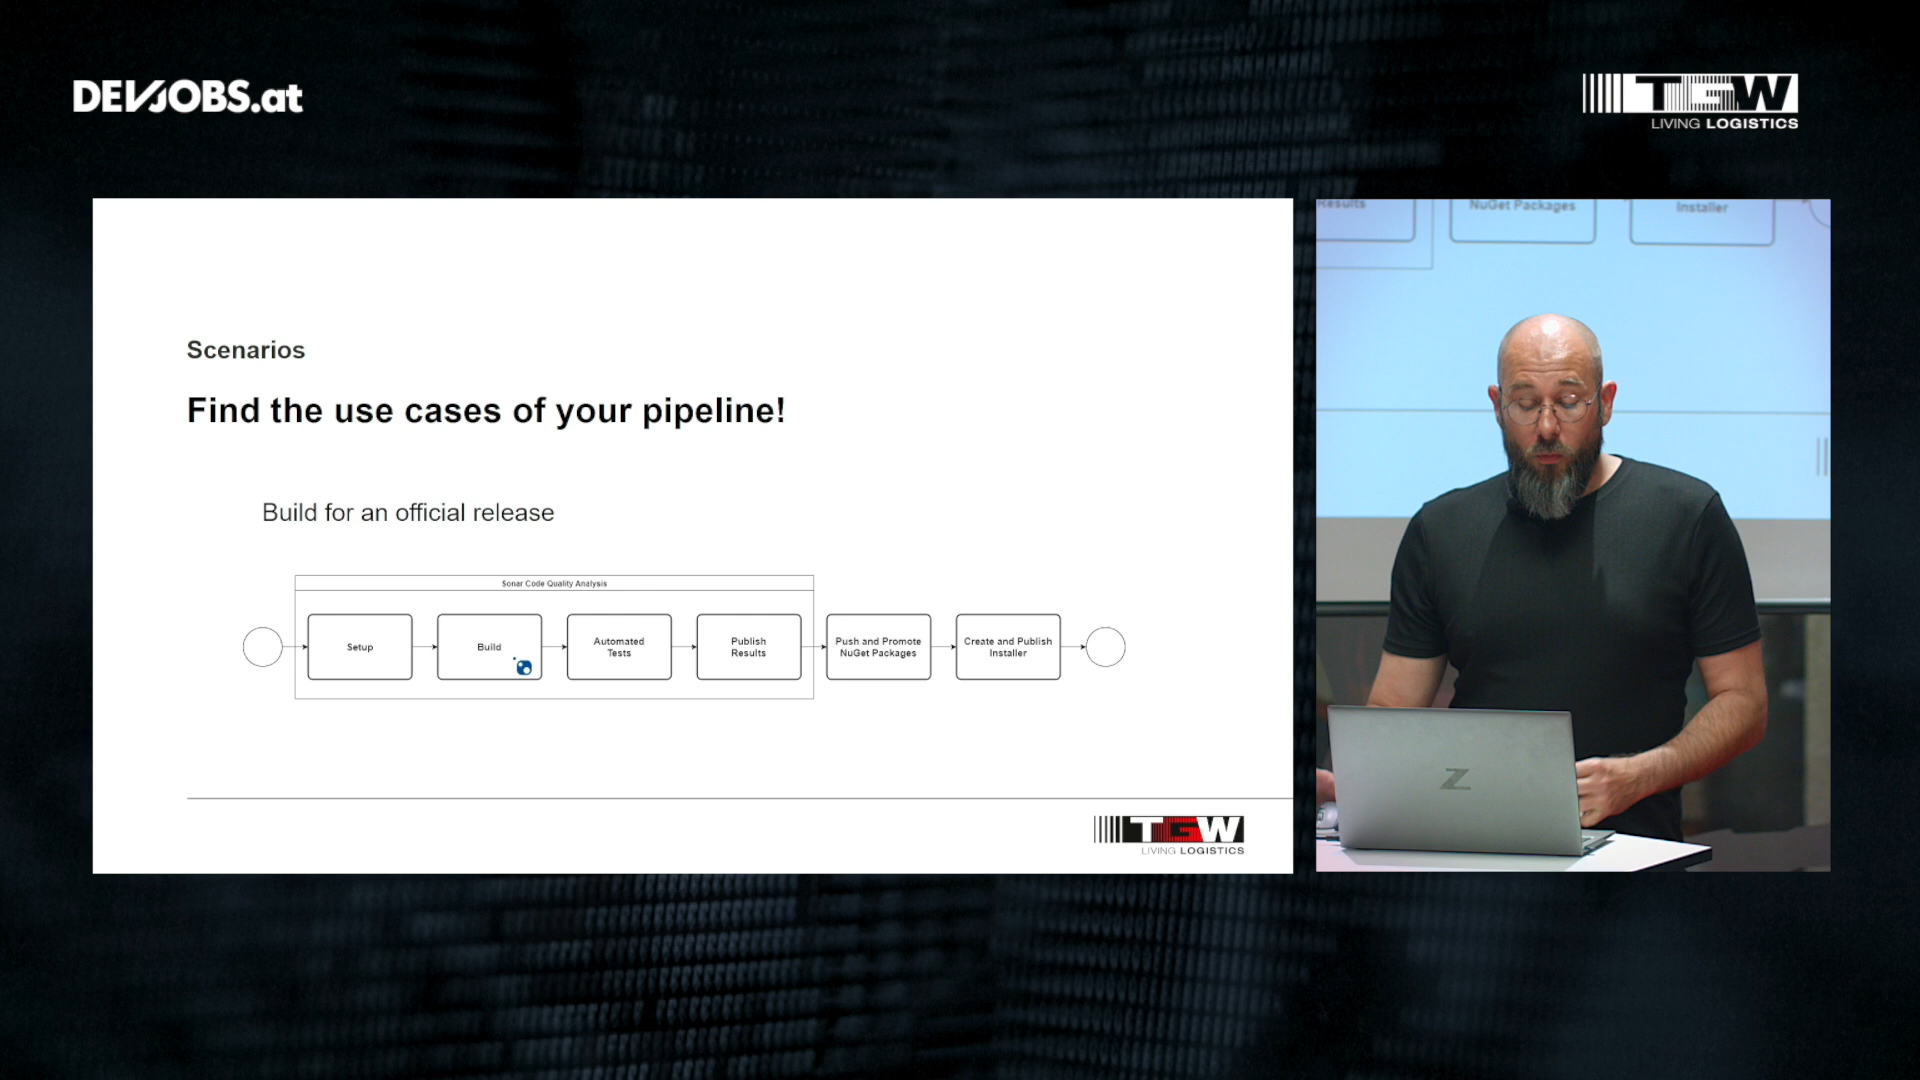 DEVJOBS.at
TGW
LIVING LOGISTICS
Scenarios
Find the use cases of your pipeline!
Build for an official release
Sonar Code Quality Analysis
Setup
Build
Automated
Tests
Publish
Results
Push and Promote
NuGet Packages
Create and Publish
Installer
TGW
LIVING LOGISTICS
Results
NuGet Packages
Installer
Z